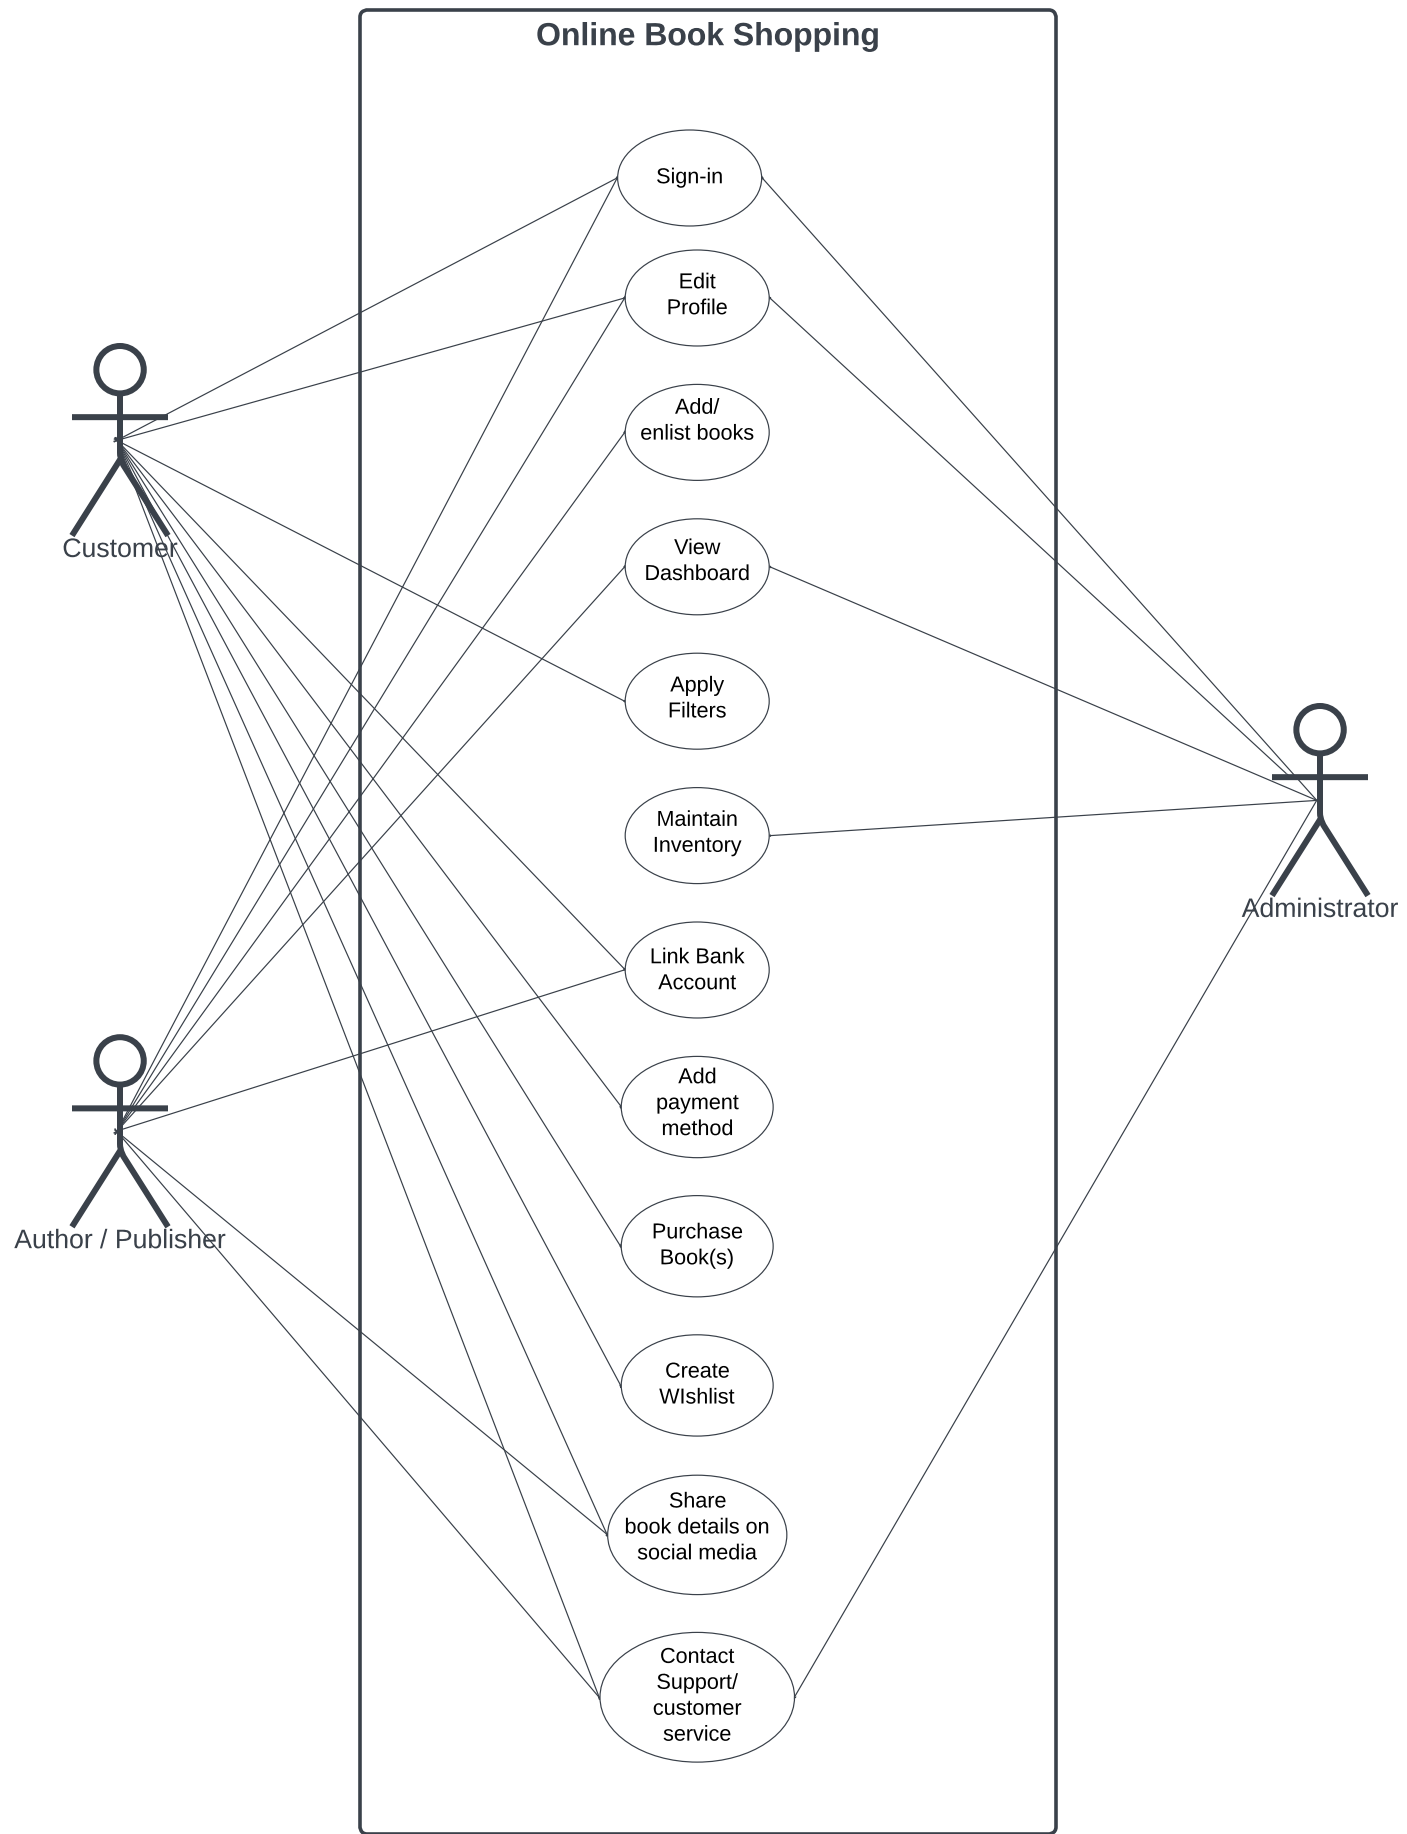 Online Book Shopping
Sign-in
Edit
Profile
Add/
enlist books
View
Dashboard
Apply
Filters
Maintain
Inventory
Link Bank
Account
Add
payment
method
Purchase
Book(s)
Create
WIshlist
Share
book details on
social media
Contact
Support/
customer
service
Customer
Author / Publisher
Administrator